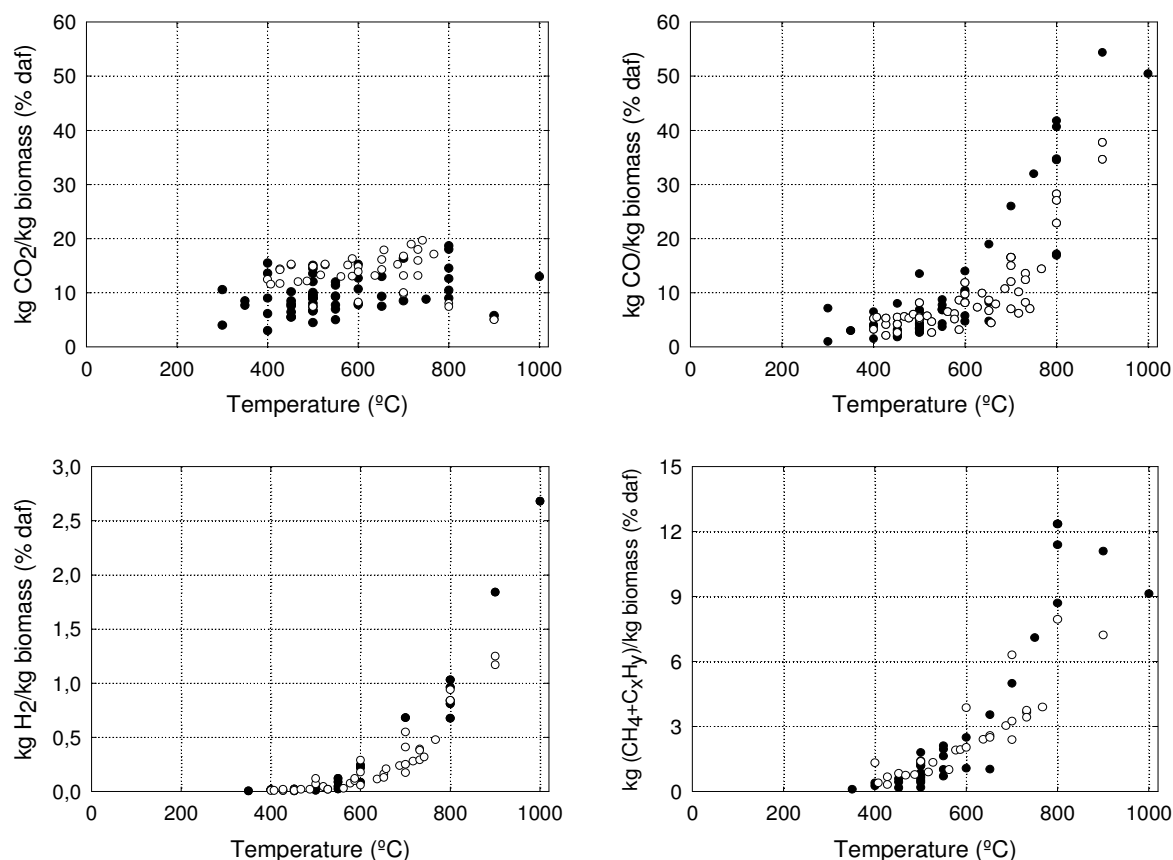 60
50
40
30
20
10
0
kg CO2/kg biomass (% daf)
0 200 400 600 800 1000
Temperature (ºC)
60
50
40
30
20
10
0
kg CO/kg biomass (% daf)
0 200 400 600 800 1000
Temperature (ºC)
3,0
2,5
2,0
1,5
1,0
0,5
0,0
kg H2/kg biomass (% daf)
0 200 400 600 800 1000
Temperature (ºC)
15
12
9
6
3
0
kg (CH4+CxHy)/kg biomass (% daf)
0 200 400 600 800 1000
Temperature (ºC)